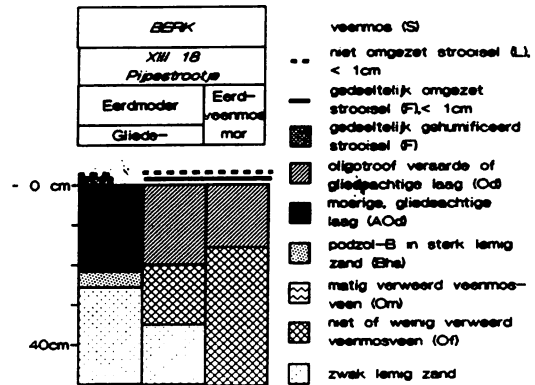 BERK
XIII 18
Pijpestrootje
Eerdmoder
Eerd-
veenmos
mor
Gliede-
- 0 cm
40cm
veenmos (S)
niet omgezet strooisel (L),
< 1cm
gedeeltelijk omgezet
strooisel (F),< 1cm
gedeeltelijk gehumificeerd
strooisel (F)
oligotroof veraarde of
gliedeachtige laag (Od)
moerige, gliedeachtige
laag (AOd)
podzol-B in sterk lemig
zand (Bhs)
matig verweerd veenmos-
veen (Om)
niet of weinig verweerd
veenmosveen (Of)
zwak lemig zand